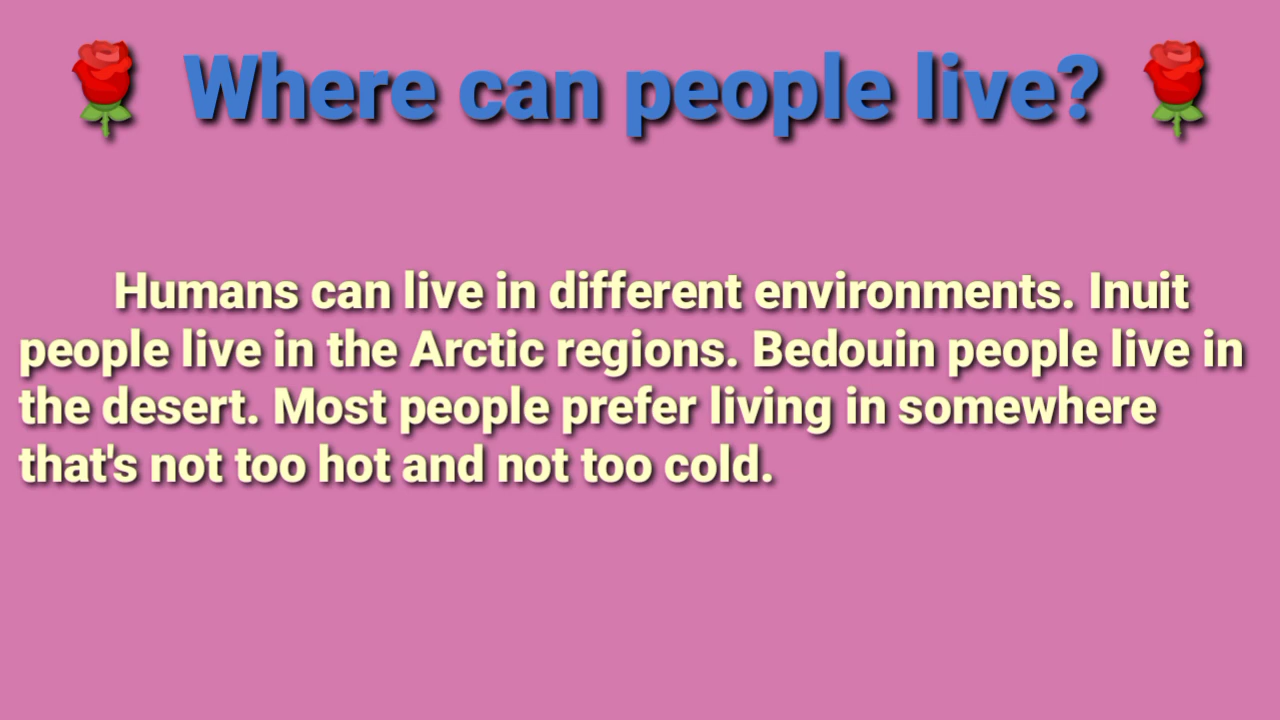 🌹 Where can people live? 🌹
Humans can live in different environments. Inuit
people live in the Arctic regions. Bedouin people live in
the desert. Most people prefer living in somewhere
that's not too hot and not too cold.